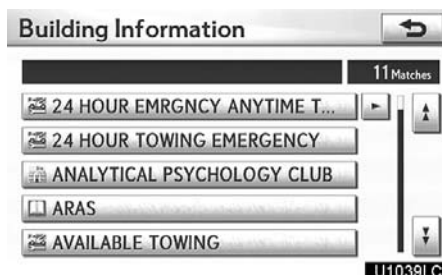 Building Information
11 Matches
24 HOUR EMRGNCY ANYTIME T...
24 HOUR TOWING EMERGENCY
ANALYTICAL PSYCHOLOGY CLUB
ARAS
AVAILABLE TOWING
U1039LC